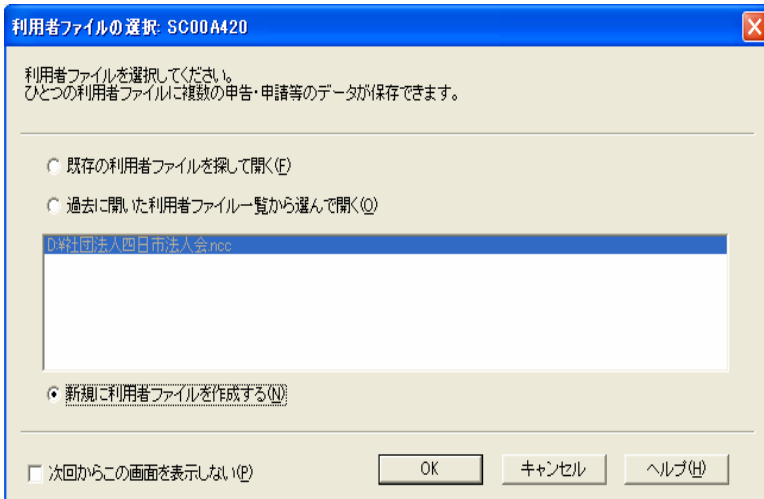 利用者ファイルの選択: SC00A420
利用者ファイルを選択してください。
ひとつの利用者ファイルに複数の申告・申請等のデータが保存できます。
既存の利用者ファイルを探して開く(F)
過去に開いた利用者ファイル一覧から選んで開く(O)
D:¥社団法人四日市法人会.ncc
新規に利用者ファイルを作成する(N)
次回からこの画面を表示しない(P)
OK
キャンセル
ヘルプ(H)